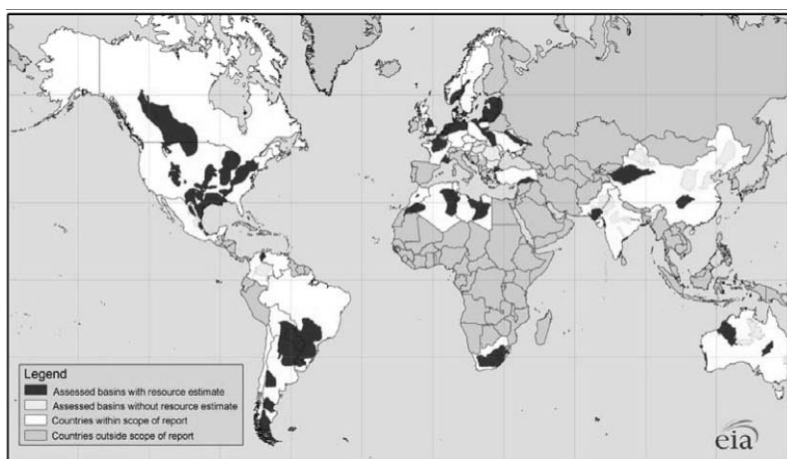 Legend
Assessed basins with resource estimate
Assessed basins without resource estimate
Countries within scope of report
Countries outside scope of report
eia